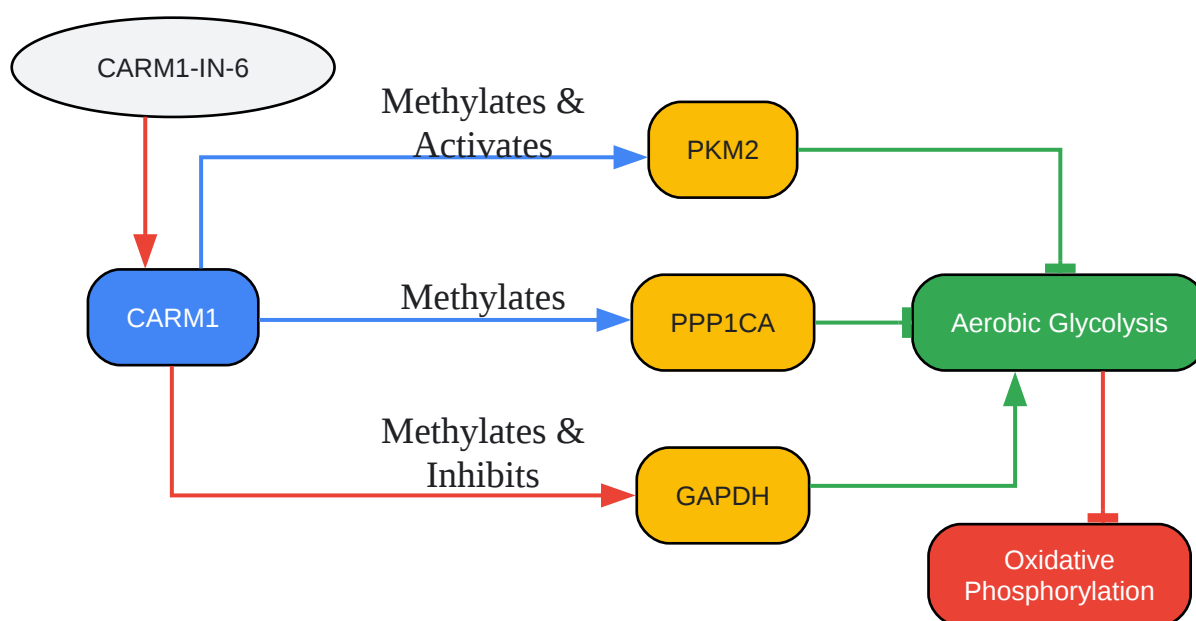 CARM1-IN-6
Methylates &
Activates
PKM2
CARM1
Methylates
PPP1CA
Aerobic Glycolysis
Methylates &
Inhibits
GAPDH
Oxidative
Phosphorylation